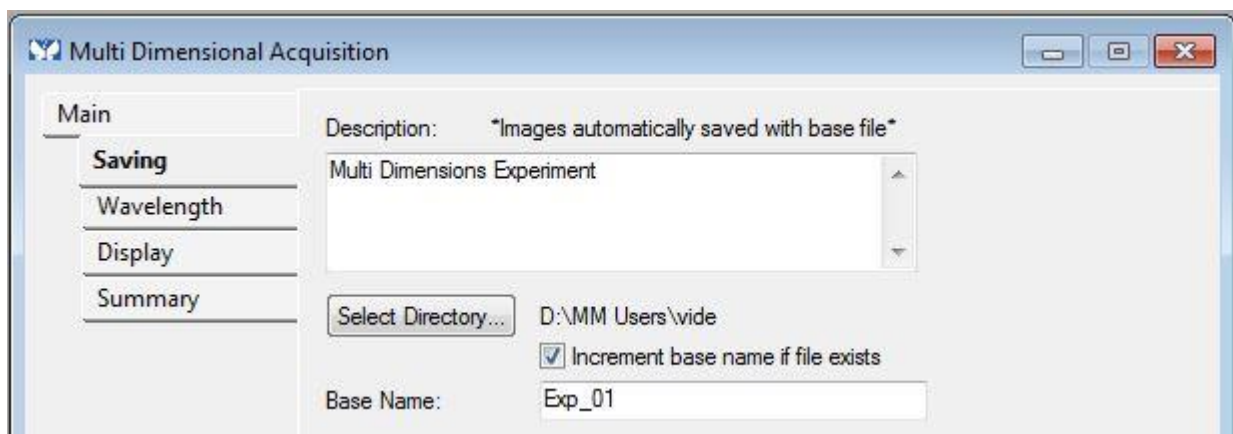 Multi Dimensional Acquisition
Main
Saving
Wavelength
Display
Summary
Description: *Images automatically saved with base file*
Multi Dimensions Experiment
Select Directory... D:\MM Users\vide
Increment base name if file exists
Base Name: Exp_01